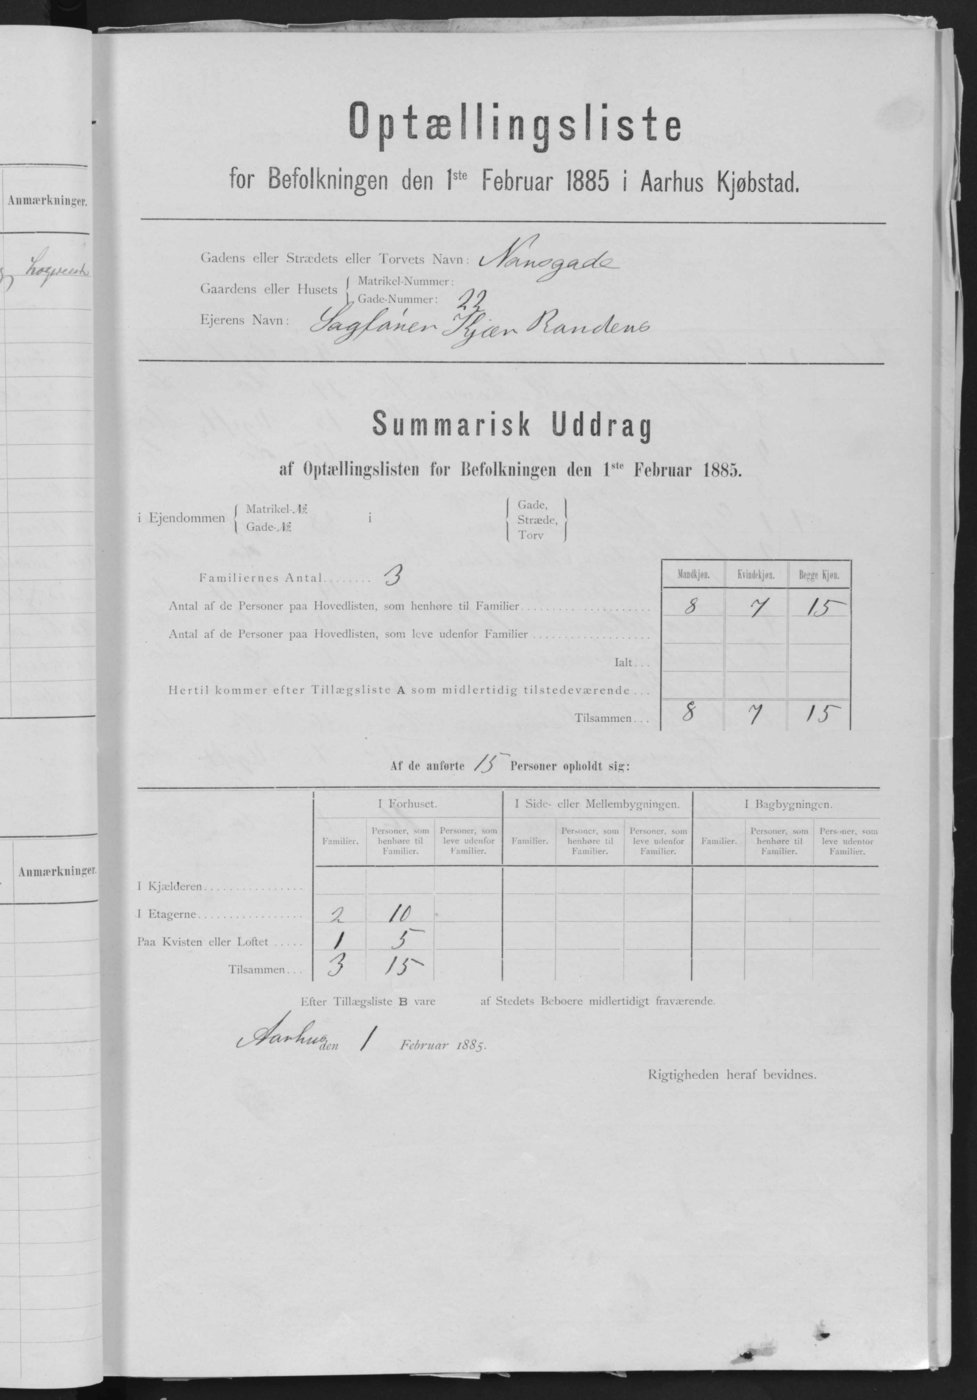 Anmærkninger.
Anmærkninger.
Optællingsliste
for Befolkningen den 1ste Februar 1885 i Aarhus Kjøbstad.
Gadens eller Strædets eller Torvets Navn: Nansgade
Gaardens eller Husets { Matrikel-Nummer:
Gade-Nummer: 22
Ejerens Navn: Sagfører Kjær Randers
Summarisk Uddrag
af Optællingslisten for Befolkningen den 1ste Februar 1885.
i Ejendommen { Matrikel-№ Gade-№ i { Gade, Stræde, Torv }
Familiernes Antal........ 3
Mandkjøn. Kvindekjøn. Begge Kjøn.
Antal af de Personer paa Hovedlisten, som henhøre til Familier 8 7 15
Antal af de Personer paa Hovedlisten, som leve udenfor Familier
Ialt...
Hertil kommer efter Tillægsliste A som midlertidig tilstedeværende...
Tilsammen... 8 7 15
Af de anførte 15 Personer opholdt sig:
I Forhuset. I Side- eller Mellembygningen. I Bagbygningen.
Familier. Personer, som henhøre til Familier. Personer, som leve udenfor Familier. Familier. Personer, som henhøre til Familier. Personer, som leve udenfor Familier. Familier. Personer, som henhøre til Familier. Personer, som leve udenfor Familier.
I Kjælderen
I Etagerne 2 10
Paa Kvisten eller Loftet 1 5
Tilsammen... 3 15
Efter Tillægsliste B vare af Stedets Beboere midlertidigt fraværende.
Aarhus den 1 Februar 1885.
Rigtigheden heraf bevidnes.